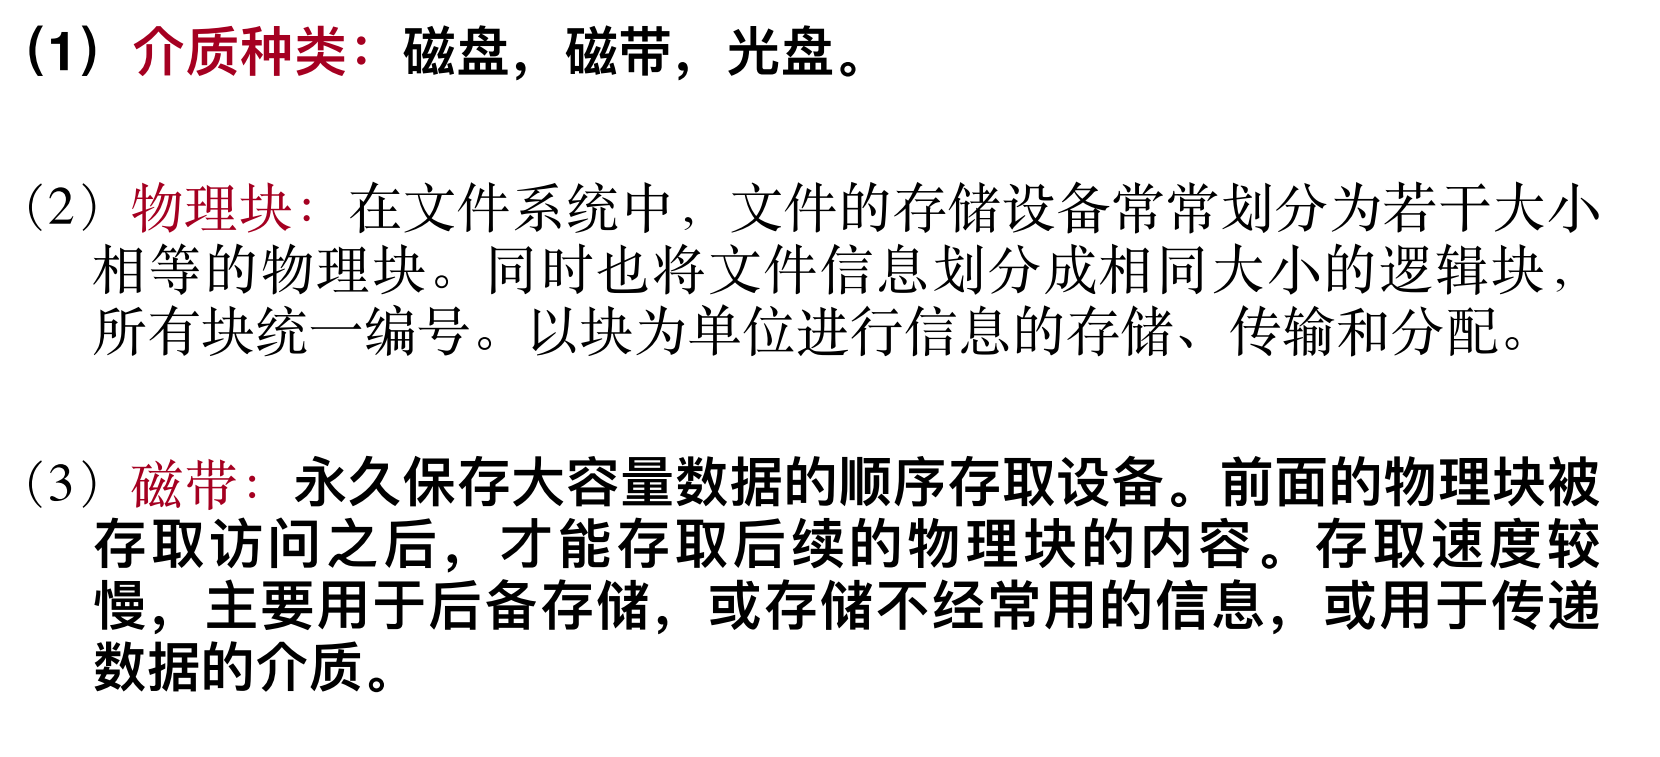 （1）介质种类：磁盘，磁带，光盘。
（2）物理块：在文件系统中，文件的存储设备常常划分为若干大小
相等的物理块。同时也将文件信息划分成相同大小的逻辑块，
所有块统一编号。以块为单位进行信息的存储、传输和分配。
（3）磁带：永久保存大容量数据的顺序存取设备。前面的物理块被
存取访问之后，才能存取后续的物理块的内容。存取速度较
慢，主要用于后备存储，或存储不经常用的信息，或用于传递
数据的介质。